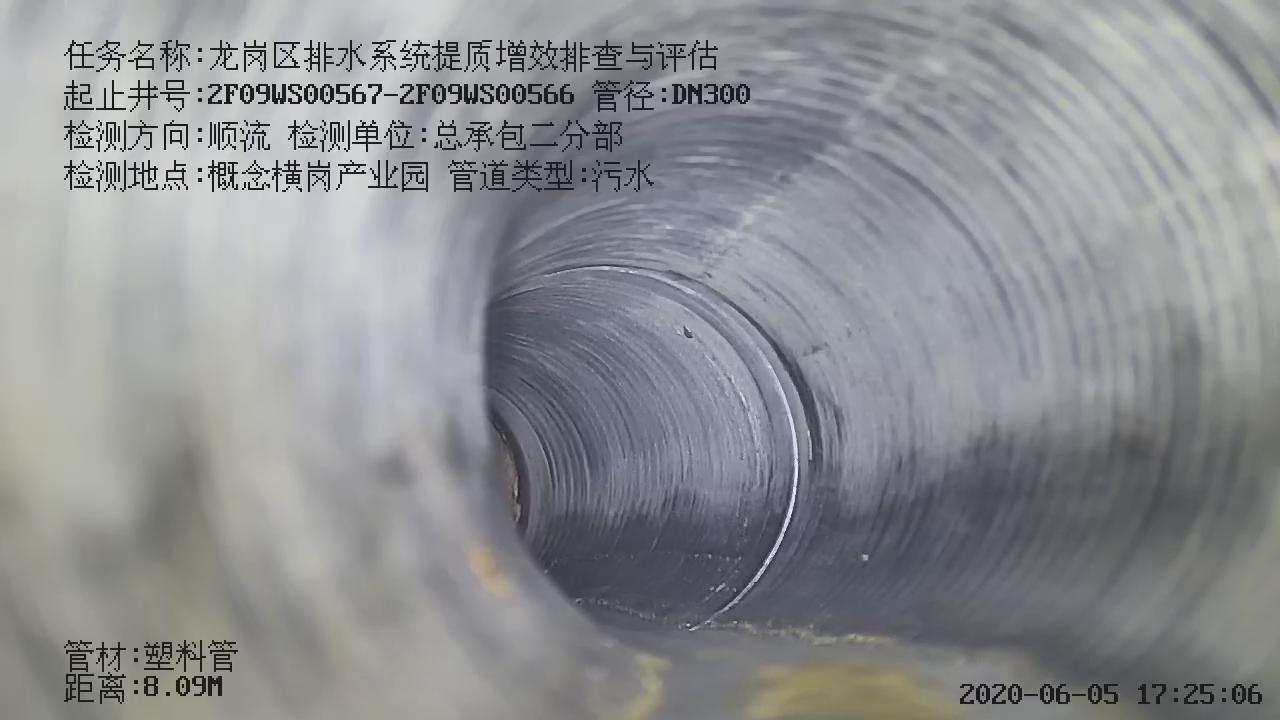 任务名称:龙岗区排水系统提质增效排查与评估
起止井号:2F09WS00567-2F09WS00566 管径:DN300
检测方向:顺流 检测单位:总承包二分部
检测地点:概念横岗产业园 管道类型:污水
管材:塑料管
距离:8.09M
2020-06-05 17:25:06